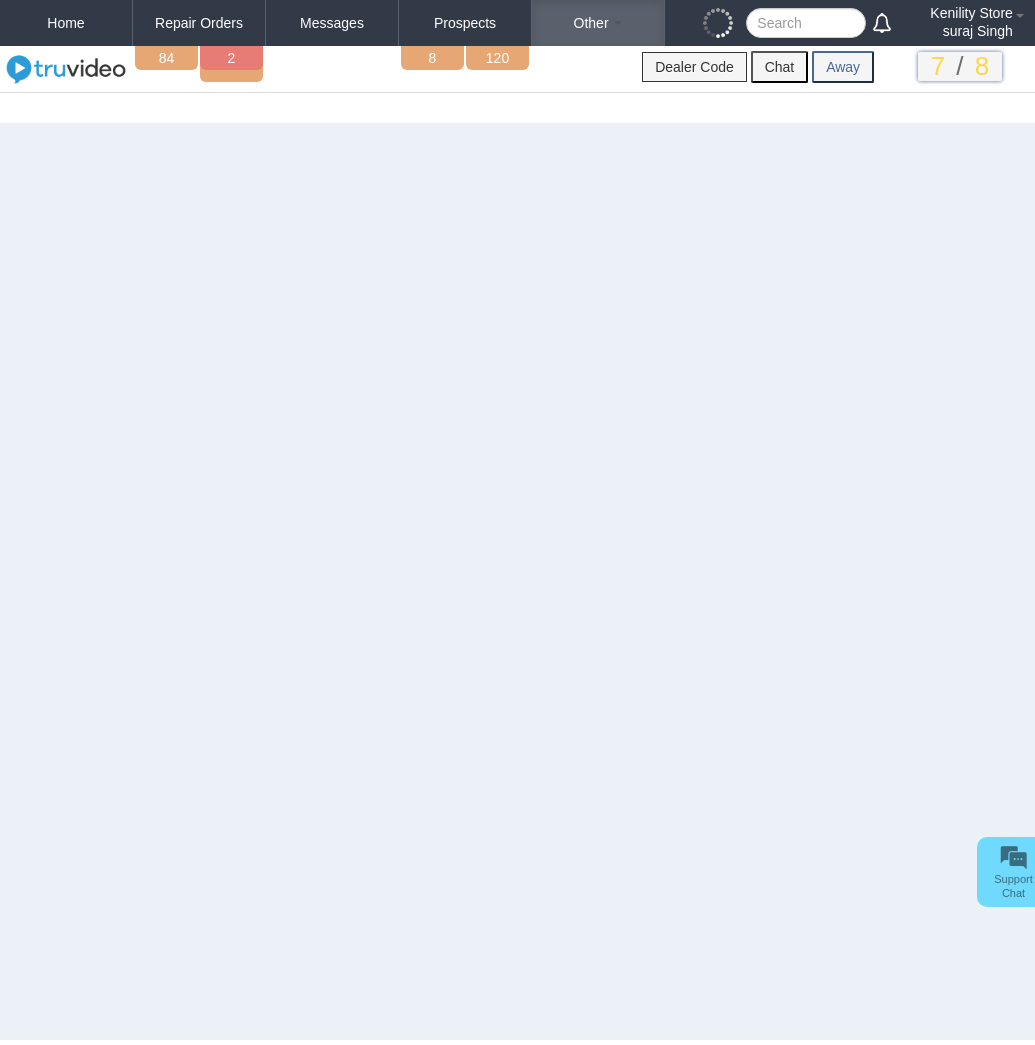 Home
Repair Orders
Messages
Prospects
Other
Search
Kenility Store
suraj Singh
truvideo
84
2
8
120
Dealer Code
Chat
Away
7 / 8
Support
Chat